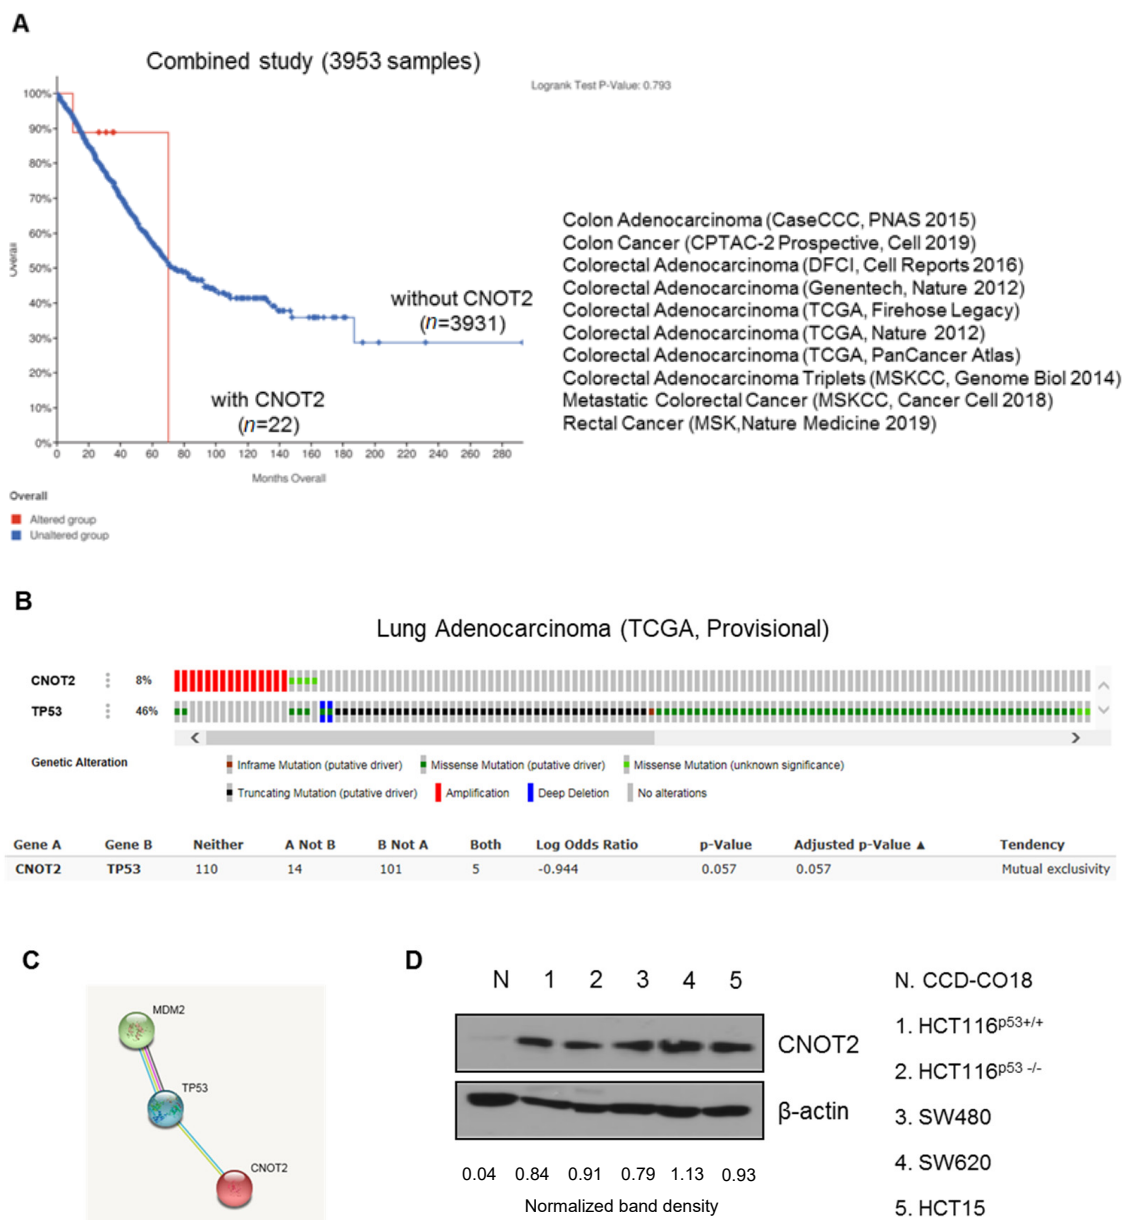 A
Combined study (3953 samples)
Logrank Test P-Value: 0.793
100%
90%
80%
70%
60%
50%
40%
30%
20%
10%
0%
Overall
without CNOT2
(n=3931)
with CNOT2
(n=22)
0 20 40 60 80 100 120 140 160 180 200 220 240 260 280
Months Overall
Overall
Altered group
Unaltered group
Colon Adenocarcinoma (CaseCCC, PNAS 2015)
Colon Cancer (CPTAC-2 Prospective, Cell 2019)
Colorectal Adenocarcinoma (DFCI, Cell Reports 2016)
Colorectal Adenocarcinoma (Genentech, Nature 2012)
Colorectal Adenocarcinoma (TCGA, Firehose Legacy)
Colorectal Adenocarcinoma (TCGA, Nature 2012)
Colorectal Adenocarcinoma (TCGA, PanCancer Atlas)
Colorectal Adenocarcinoma Triplets (MSKCC, Genome Biol 2014)
Metastatic Colorectal Cancer (MSKCC, Cancer Cell 2018)
Rectal Cancer (MSK,Nature Medicine 2019)
B
Lung Adenocarcinoma (TCGA, Provisional)
CNOT2 8%
TP53 46%
Genetic Alteration
Inframe Mutation (putative driver) Missense Mutation (putative driver) Missense Mutation (unknown significance)
Truncating Mutation (putative driver) Amplification Deep Deletion No alterations
Gene A Gene B Neither A Not B B Not A Both Log Odds Ratio p-Value Adjusted p-Value ▲ Tendency
CNOT2 TP53 110 14 101 5 -0.944 0.057 0.057 Mutual exclusivity
C
MDM2
TP53
CNOT2
D
N 1 2 3 4 5
CNOT2
β-actin
0.04 0.84 0.91 0.79 1.13 0.93
Normalized band density
N. CCD-CO18
1. HCT116p53+/+
2. HCT116p53 -/-
3. SW480
4. SW620
5. HCT15